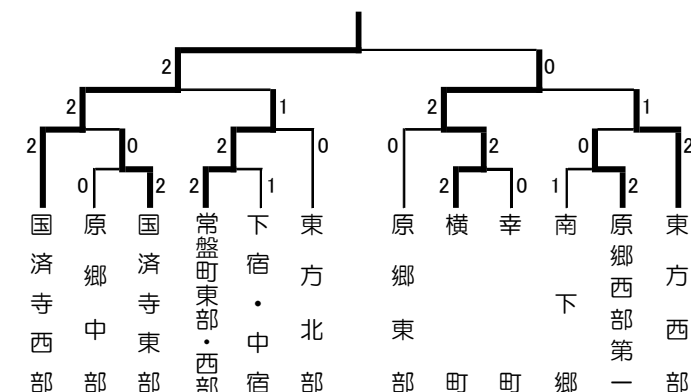 2 0
2 1 2 1
2 0 2 0 0 2 0 2
0 2 2 1 2 0 1 2
国済寺西部
原郷中部
国済寺東部
常盤町東部・西部
下宿・中宿
東方北部
原郷東部
横町
幸町
南下郷
原郷西部第一
東方西部